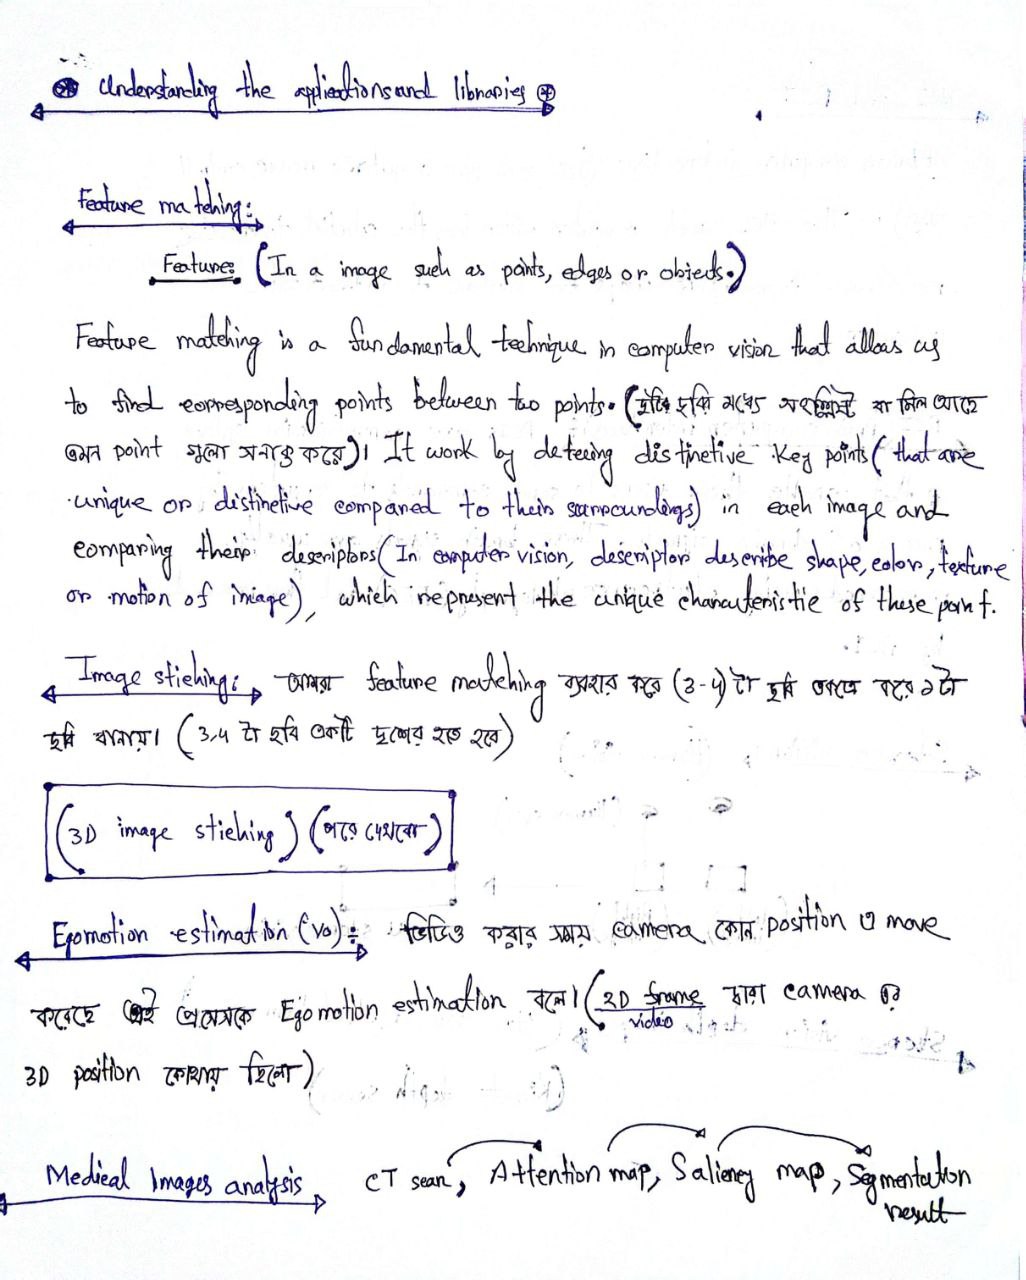 Understanding the applications and libraries
Feature matching:
Feature: (In a image such as points, edges or objects.)
Feature matching is a fundamental technique in computer vision that allows us
to find corresponding points between two points. (দুইটি ছবি মধ্যে সংশ্লিষ্ট বা মিল আছে
এমন point গুলো সনাক্ত করে)। It work by detecing distinctive key points (that are
unique or distinctive compared to their surroundings) in each image and
comparing their descriptors (In computer vision, descriptor describe shape, color, texture
or motion of image), which represent the unique characteristic of these point.
Image stiching: আমরা feature matching ব্যবহার করে (3-4) টা ছবি একত্রে করে ১টা
ছবি বানায়। (3,4 টা ছবি একটি দৃশ্যের হতে হবে)
(3D image stiching) (পরে দেখবো)
Egomotion estimation (vo): ভিডিও করার সময় camera কোন position এ move
করেছে এই প্রসেসকে Egomotion estimation বলে। (2D frame দ্বারা camera এর
video
3D position কোথায় ছিলো)
Medical Images analysis CT scan, Attention map, Saliency map, Segmentation
result